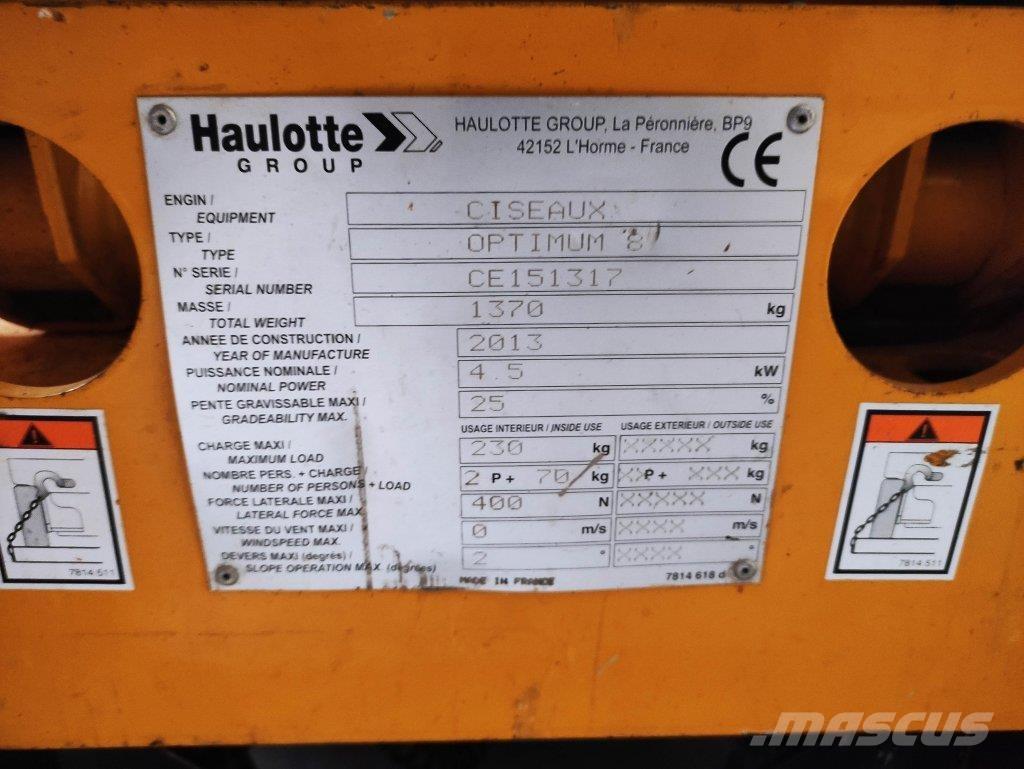 Haulotte
GROUP
HAULOTTE GROUP, La Péronnière, BP9
42152 L'Horme - France
CE
ENGIN /
EQUIPMENT
CISEAUX
TYPE /
TYPE
OPTIMUM 8
N° SERIE /
SERIAL NUMBER
CE151317
MASSE /
TOTAL WEIGHT
1370 kg
ANNEE DE CONSTRUCTION /
YEAR OF MANUFACTURE
2013
PUISSANCE NOMINALE /
NOMINAL POWER
4.5 kW
PENTE GRAVISSABLE MAXI /
GRADEABILITY MAX.
25 %
USAGE INTERIEUR / INSIDE USE USAGE EXTERIEUR / OUTSIDE USE
CHARGE MAXI /
MAXIMUM LOAD
230 kg XXXXX kg
NOMBRE PERS. + CHARGE /
NUMBER OF PERSONS + LOAD
2 P + 70 kg XX P + XXX kg
FORCE LATERALE MAXI /
LATERAL FORCE MAX
400 N XXXXX N
VITESSE DU VENT MAXI /
WINDSPEED MAX.
0 m/s XXXX m/s
DEVERS MAXI (degrés) /
SLOPE OPERATION MAX (degrees)
2 ° XXXX °
MADE IN FRANCE
7814 618 d
7814 511
7814 511
MASCUS